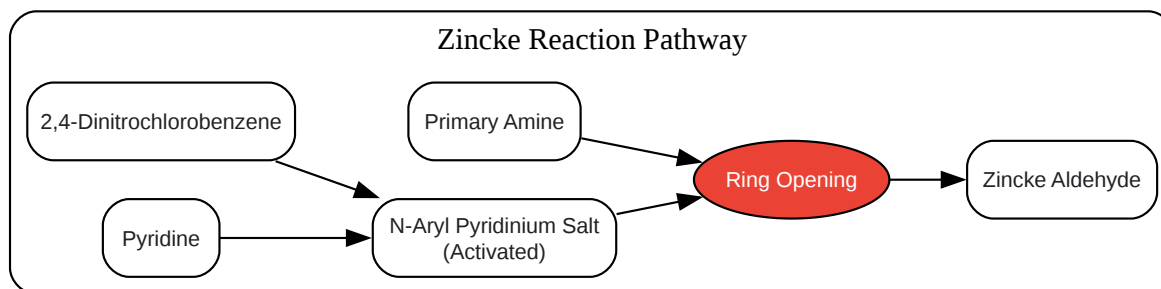 Zincke Reaction Pathway
2,4-Dinitrochlorobenzene
Primary Amine
Ring Opening
Zincke Aldehyde
Pyridine
N-Aryl Pyridinium Salt
(Activated)